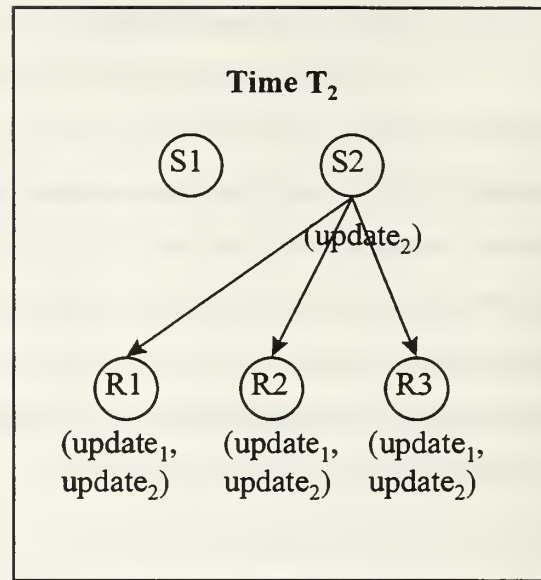 Time T₂
S1 S2
(update₂)
R1 R2 R3
(update₁, (update₁, (update₁,
update₂) update₂) update₂)